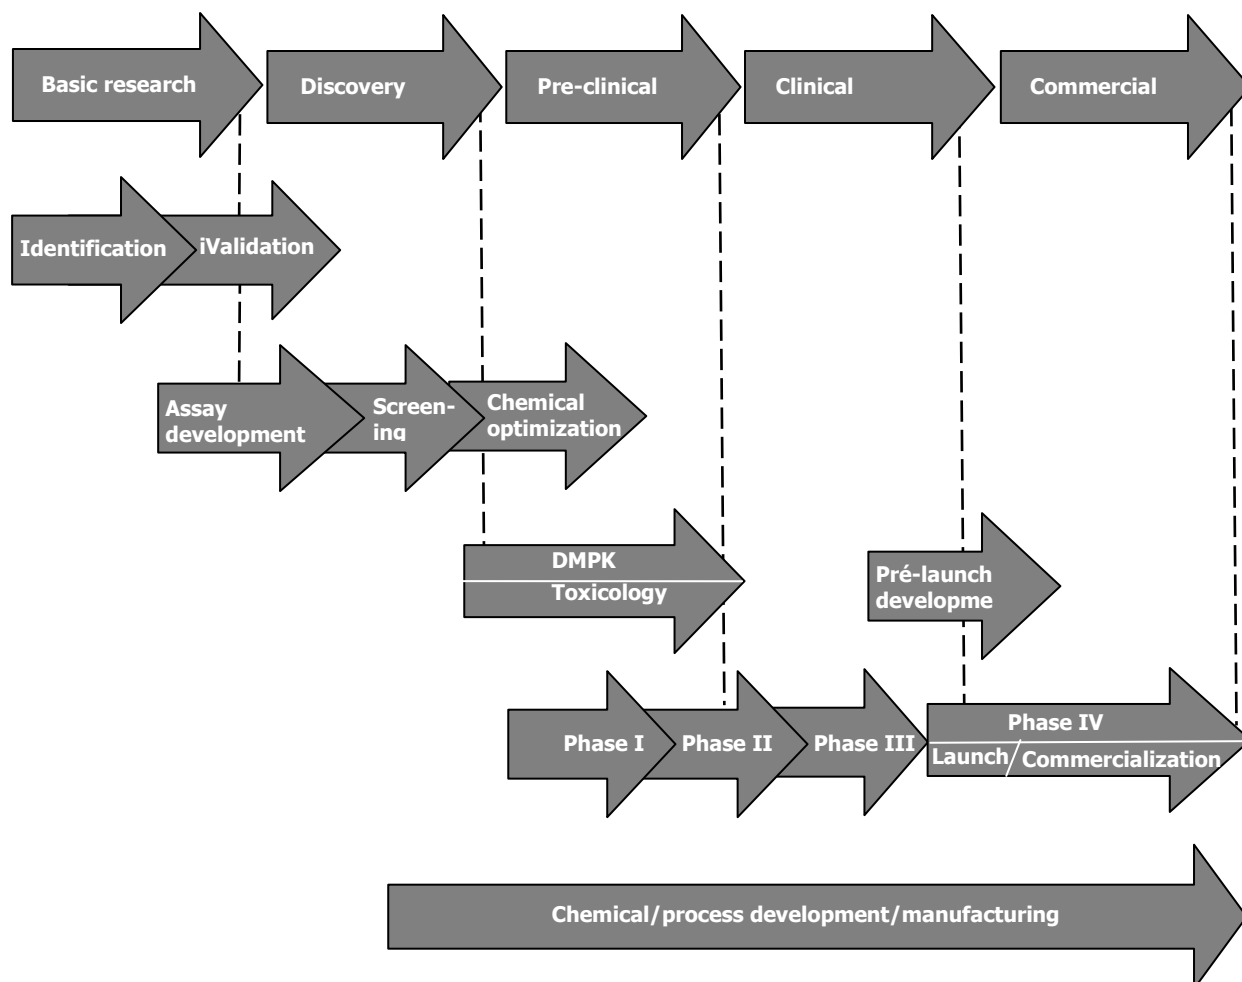 Basic research
Discovery
Pre-clinical
Clinical
Commercial
Identification
iValidation
Assay
development
Screen-
ing
Chemical
optimization
DMPK
Toxicology
Pré-launch
developme
Phase I
Phase II
Phase III
Phase IV
Launch/Commercialization
Chemical/process development/manufacturing